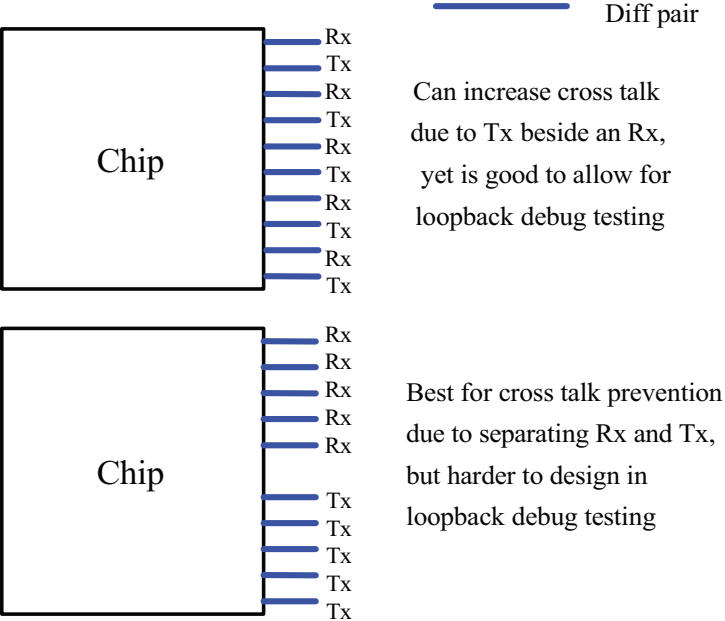 Diff pair
Rx
Tx
Rx
Tx
Rx
Tx
Rx
Tx
Rx
Tx
Chip
Can increase cross talk
due to Tx beside an Rx,
yet is good to allow for
loopback debug testing
Rx
Rx
Rx
Rx
Rx
Tx
Tx
Tx
Tx
Tx
Chip
Best for cross talk prevention
due to separating Rx and Tx,
but harder to design in
loopback debug testing